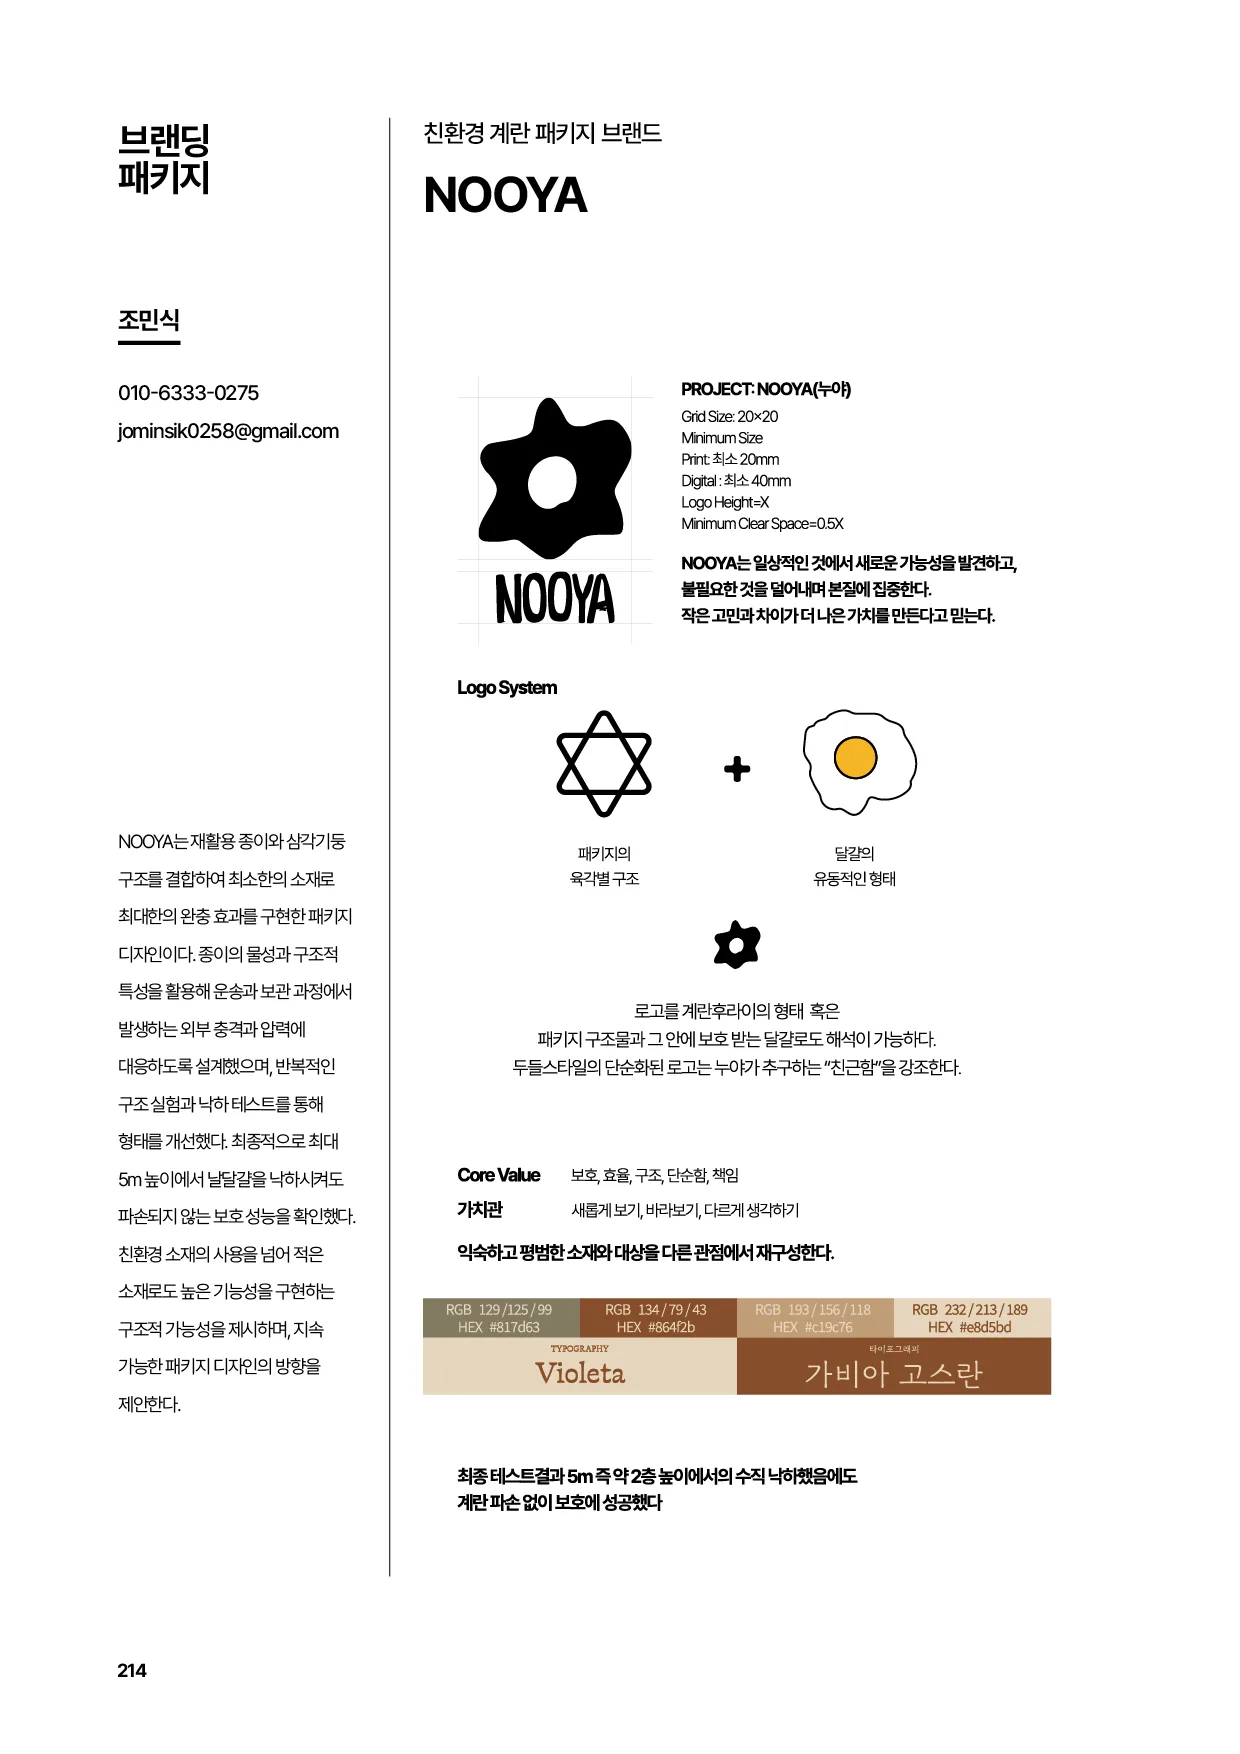 브랜딩
패키지
조민식
010-6333-0275
jominsik0258@gmail.com
NOOYA는 재활용 종이와 삼각기둥
구조를 결합하여 최소한의 소재로
최대한의 완충 효과를 구현한 패키지
디자인이다. 종이의 물성과 구조적
특성을 활용해 운송과 보관 과정에서
발생하는 외부 충격과 압력에
대응하도록 설계했으며, 반복적인
구조 실험과 낙하 테스트를 통해
형태를 개선했다. 최종적으로 최대
5m 높이에서 날달걀을 낙하시켜도
파손되지 않는 보호 성능을 확인했다.
친환경 소재의 사용을 넘어 적은
소재로도 높은 기능성을 구현하는
구조적 가능성을 제시하며, 지속
가능한 패키지 디자인의 방향을
제안한다.
214
친환경 계란 패키지 브랜드
NOOYA
NOOYA
PROJECT: NOOYA(누야)
Grid Size: 20×20
Minimum Size
Print: 최소 20mm
Digital : 최소 40mm
Logo Height=X
Minimum Clear Space=0.5X
NOOYA는 일상적인 것에서 새로운 가능성을 발견하고,
불필요한 것을 덜어내며 본질에 집중한다.
작은 고민과 차이가 더 나은 가치를 만든다고 믿는다.
Logo System
패키지의
육각별 구조
달걀의
유동적인 형태
로고를 계란후라이의 형태 혹은
패키지 구조물과 그 안에 보호 받는 달걀로도 해석이 가능하다.
두들스타일의 단순화된 로고는 누야가 추구하는 “친근함”을 강조한다.
Core Value 보호, 효율, 구조, 단순함, 책임
가치관 새롭게 보기, 바라보기, 다르게 생각하기
익숙하고 평범한 소재와 대상을 다른 관점에서 재구성한다.
RGB 129 / 125 / 99
HEX #817d63
RGB 134 / 79 / 43
HEX #864f2b
RGB 193 / 156 / 118
HEX #c19c76
RGB 232 / 213 / 189
HEX #e8d5bd
TYPOGRAPHY
Violeta
타이포그래피
가비아 고스란
최종 테스트결과 5m 즉 약 2층 높이에서의 수직 낙하했음에도
계란 파손 없이 보호에 성공했다